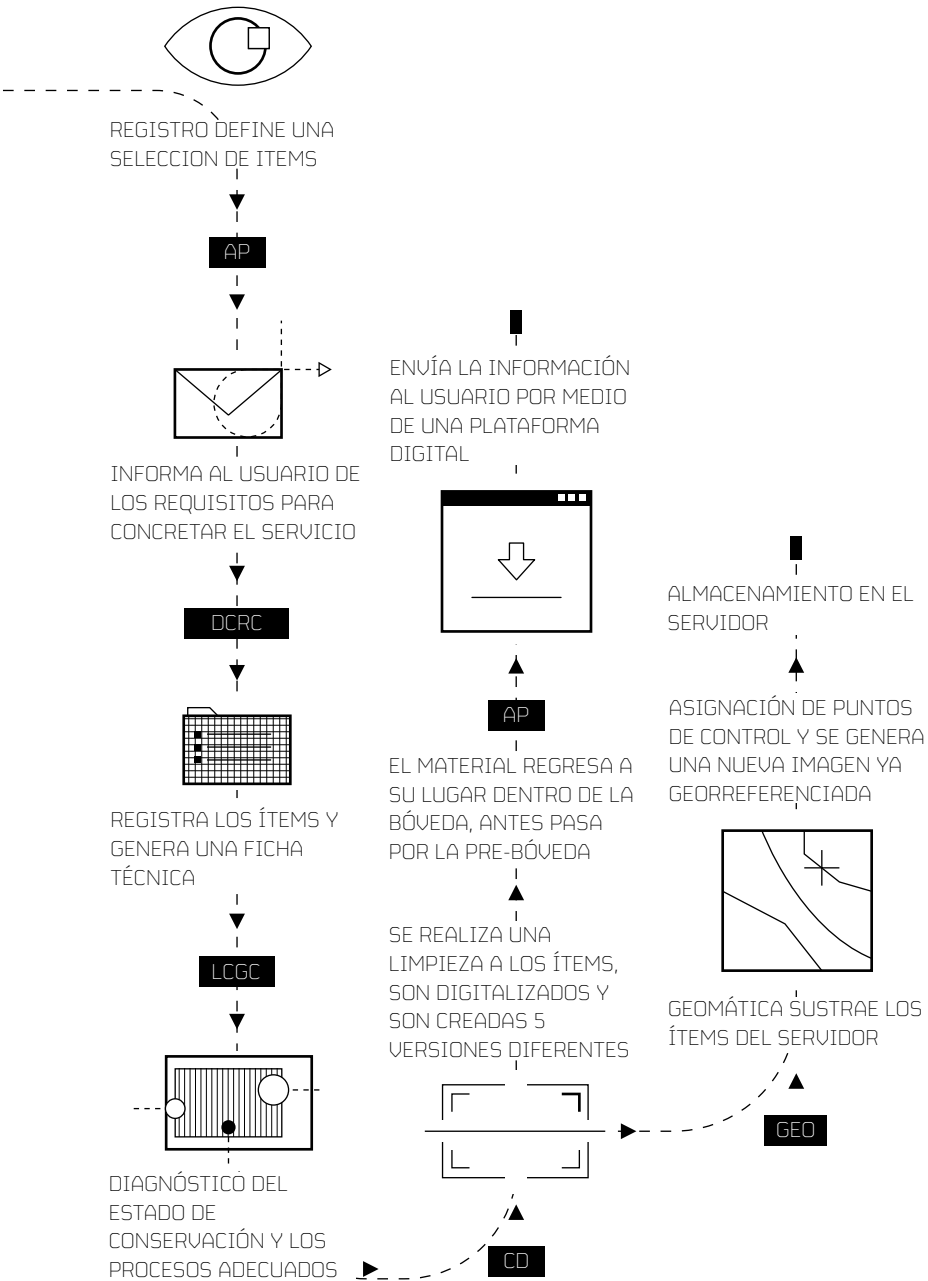 REGISTRO DEFINE UNA
SELECCION DE ITEMS
AP
INFORMA AL USUARIO DE
LOS REQUISITOS PARA
CONCRETAR EL SERVICIO
DCRC
REGISTRA LOS ÍTEMS Y
GENERA UNA FICHA
TÉCNICA
LCGC
DIAGNÓSTICO DEL
ESTADO DE
CONSERVACIÓN Y LOS
PROCESOS ADECUADOS
CD
SE REALIZA UNA
LIMPIEZA A LOS ÍTEMS,
SON DIGITALIZADOS Y
SON CREADAS 5
VERSIONES DIFERENTES
EL MATERIAL REGRESA A
SU LUGAR DENTRO DE LA
BÓVEDA, ANTES PASA
POR LA PRE-BÓVEDA
AP
ENVÍA LA INFORMACIÓN
AL USUARIO POR MEDIO
DE UNA PLATAFORMA
DIGITAL
GEO
GEOMÁTICA SUSTRAE LOS
ÍTEMS DEL SERVIDOR
ASIGNACIÓN DE PUNTOS
DE CONTROL Y SE GENERA
UNA NUEVA IMAGEN YA
GEORREFERENCIADA
ALMACENAMIENTO EN EL
SERVIDOR